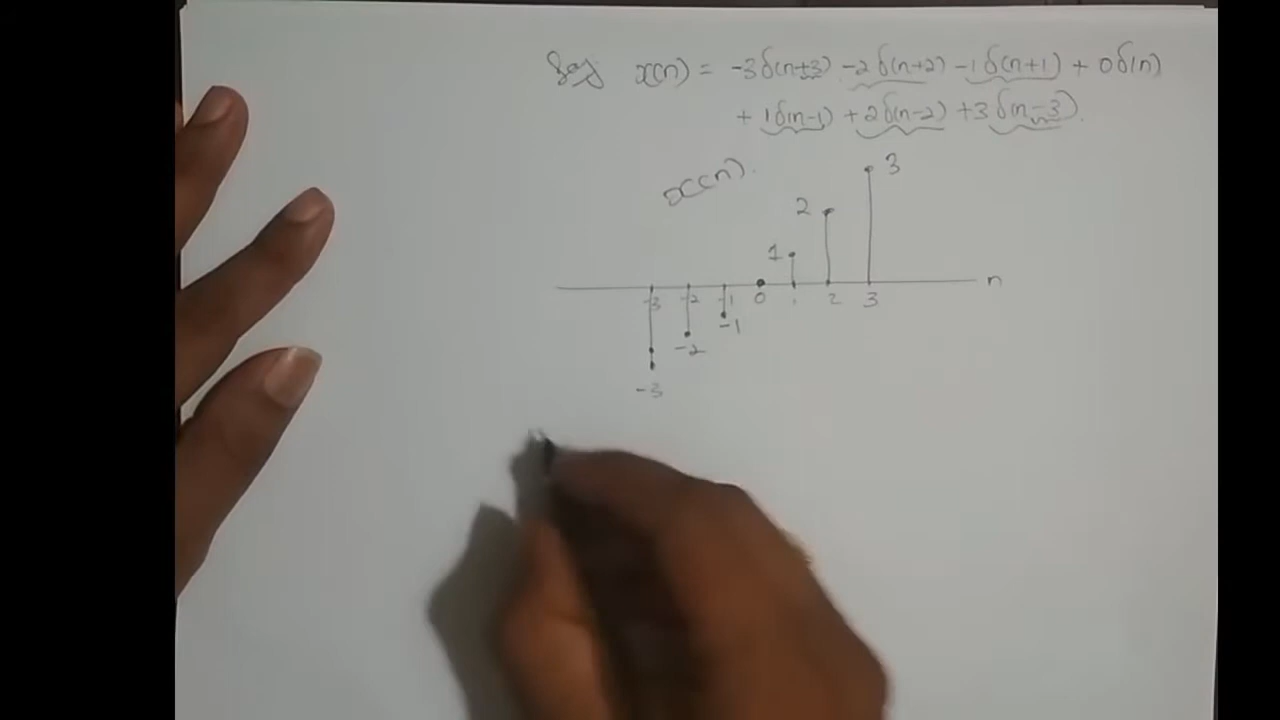 Say x(n) = -3δ(n+3) -2δ(n+2) -1δ(n+1) + 0δ(n)
+ 1δ(n-1) + 2δ(n-2) + 3δ(n-3).
x(n).
3
2
1
n
-3 -2 -1 0 1 2 3
-1
-2
-3